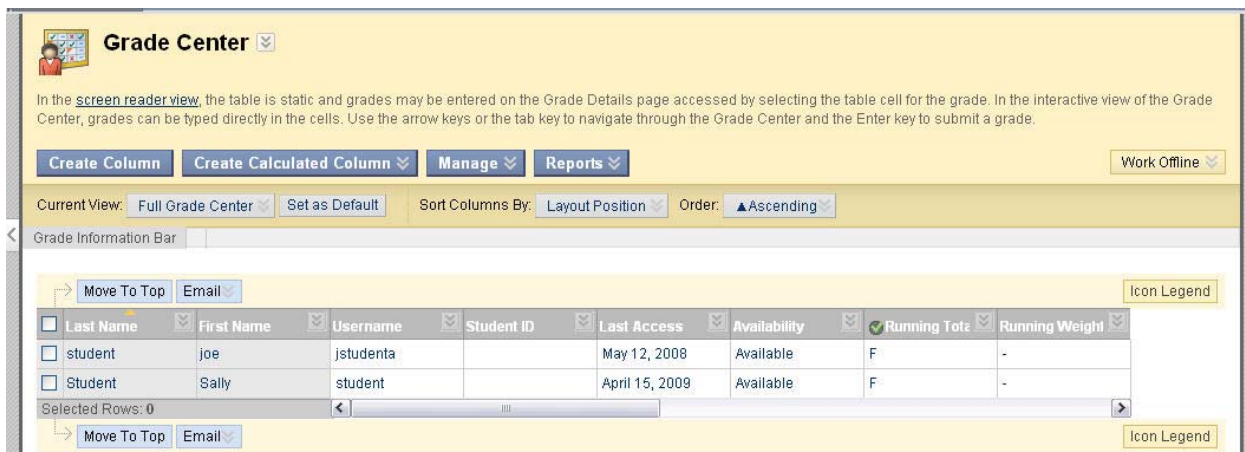 Grade Center
In the screen reader view, the table is static and grades may be entered on the Grade Details page accessed by selecting the table cell for the grade. In the interactive view of the Grade
Center, grades can be typed directly in the cells. Use the arrow keys or the tab key to navigate through the Grade Center and the Enter key to submit a grade.
Create Column Create Calculated Column Manage Reports Work Offline
Current View: Full Grade Center Set as Default Sort Columns By: Layout Position Order: ▲Ascending
Grade Information Bar
Move To Top Email Icon Legend
Last Name First Name Username Student ID Last Access Availability Running Tota Running Weight
student joe jstudenta May 12, 2008 Available F -
Student Sally student April 15, 2009 Available F -
Selected Rows: 0
Move To Top Email Icon Legend